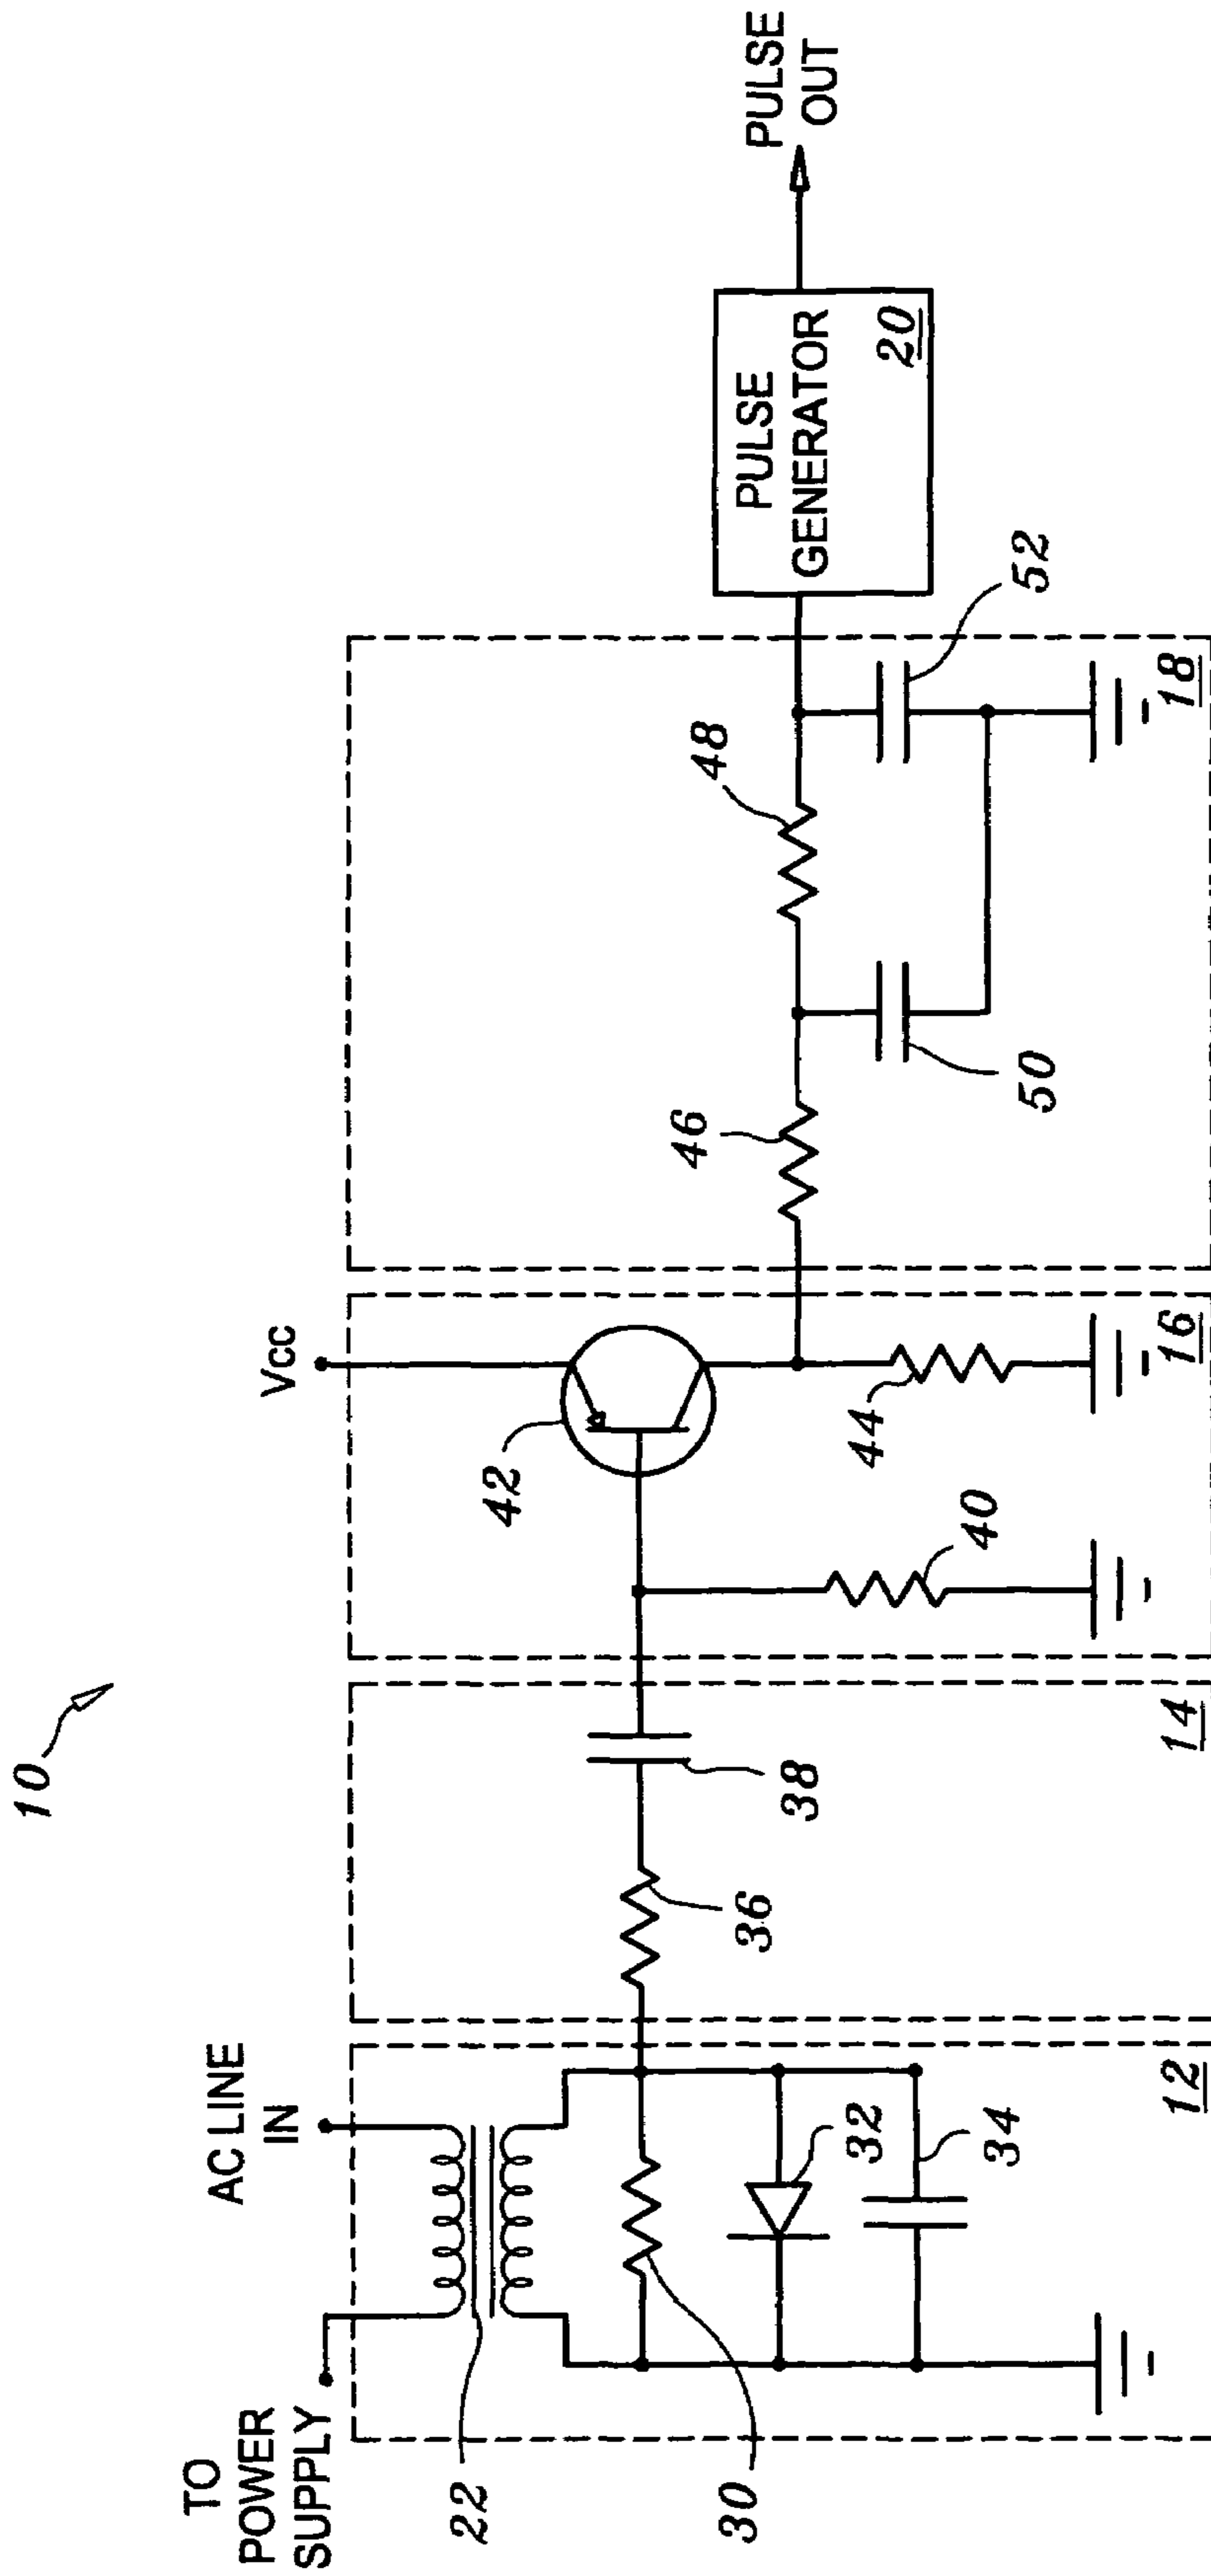 10
TO
POWER
SUPPLY
AC LINE
IN
22
30
32
34
12
36
38
14
Vcc
42
40
44
16
46
48
50
52
18
PULSE
GENERATOR
20
PULSE
OUT